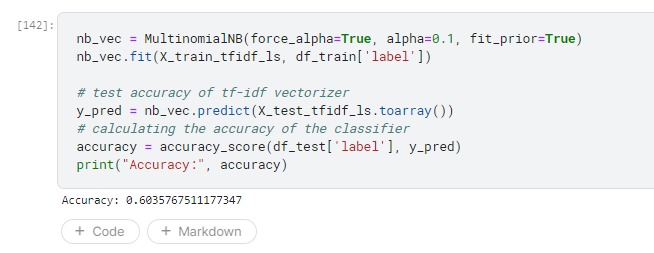 [142]:
nb_vec = MultinomialNB(force_alpha=True, alpha=0.1, fit_prior=True)
nb_vec.fit(X_train_tfidf_ls, df_train['label'])
# test accuracy of tf-idf vectorizer
y_pred = nb_vec.predict(X_test_tfidf_ls.toarray())
# calculating the accuracy of the classifier
accuracy = accuracy_score(df_test['label'], y_pred)
print("Accuracy:", accuracy)
Accuracy: 0.6035767511177347
+ Code + Markdown